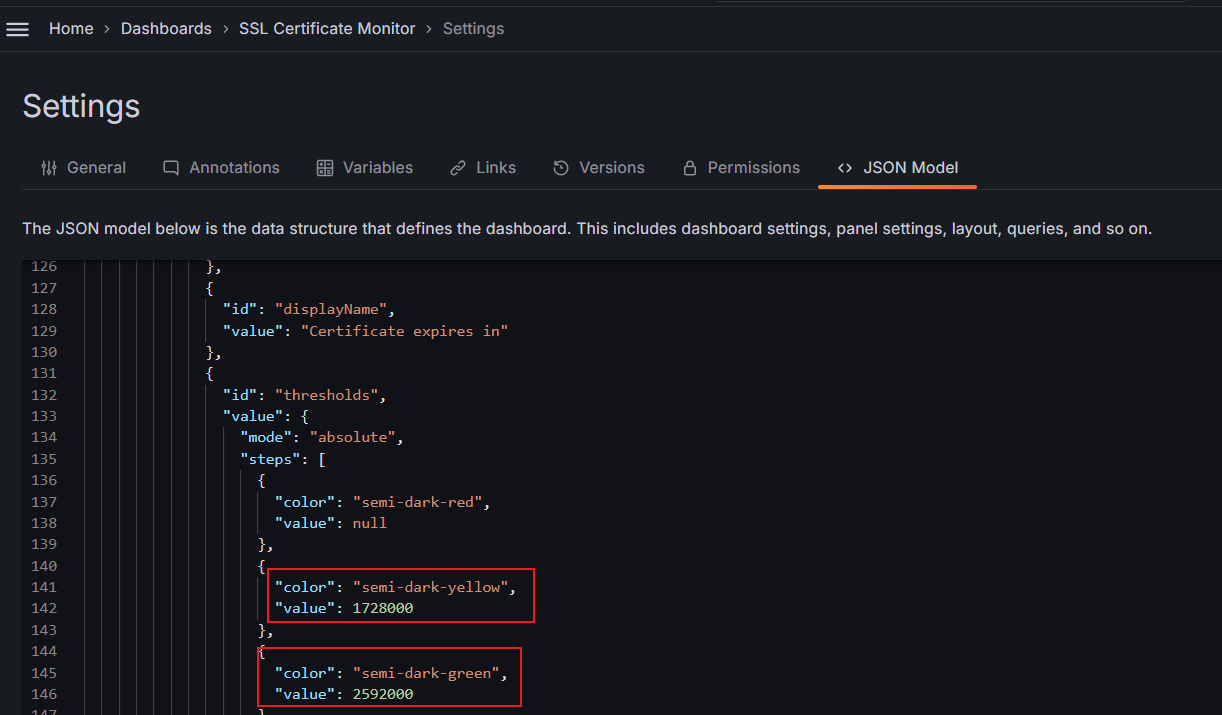 Home › Dashboards › SSL Certificate Monitor › Settings
Settings
General Annotations Variables Links Versions Permissions <> JSON Model
The JSON model below is the data structure that defines the dashboard. This includes dashboard settings, panel settings, layout, queries, and so on.
126 },
127 {
128 "id": "displayName",
129 "value": "Certificate expires in"
130 },
131 {
132 "id": "thresholds",
133 "value": {
134 "mode": "absolute",
135 "steps": [
136 {
137 "color": "semi-dark-red",
138 "value": null
139 },
140 {
141 "color": "semi-dark-yellow",
142 "value": 1728000
143 },
144 {
145 "color": "semi-dark-green",
146 "value": 2592000
147 }